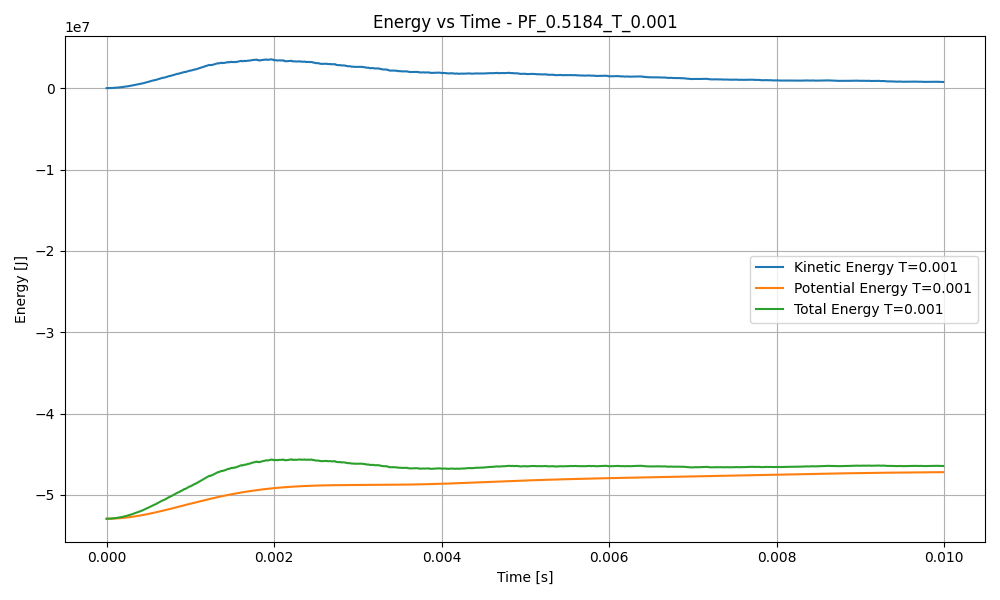 Energy vs Time - PF_0.5184_T_0.001
1e7
0
−1
−2
−3
−4
−5
Energy [J]
Kinetic Energy T=0.001
Potential Energy T=0.001
Total Energy T=0.001
0.000 0.002 0.004 0.006 0.008 0.010
Time [s]